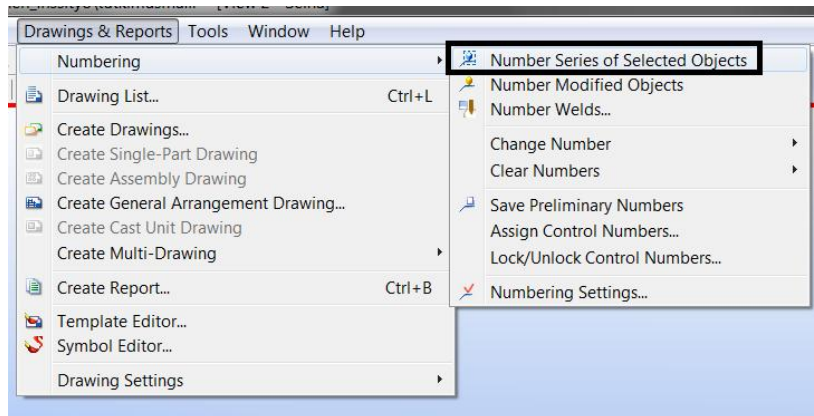 Drawings & Reports Tools Window Help
Numbering
Drawing List... Ctrl+L
Create Drawings...
Create Single-Part Drawing
Create Assembly Drawing
Create General Arrangement Drawing...
Create Cast Unit Drawing
Create Multi-Drawing
Create Report... Ctrl+B
Template Editor...
Symbol Editor...
Drawing Settings
Number Series of Selected Objects
Number Modified Objects
Number Welds...
Change Number
Clear Numbers
Save Preliminary Numbers
Assign Control Numbers...
Lock/Unlock Control Numbers...
Numbering Settings...